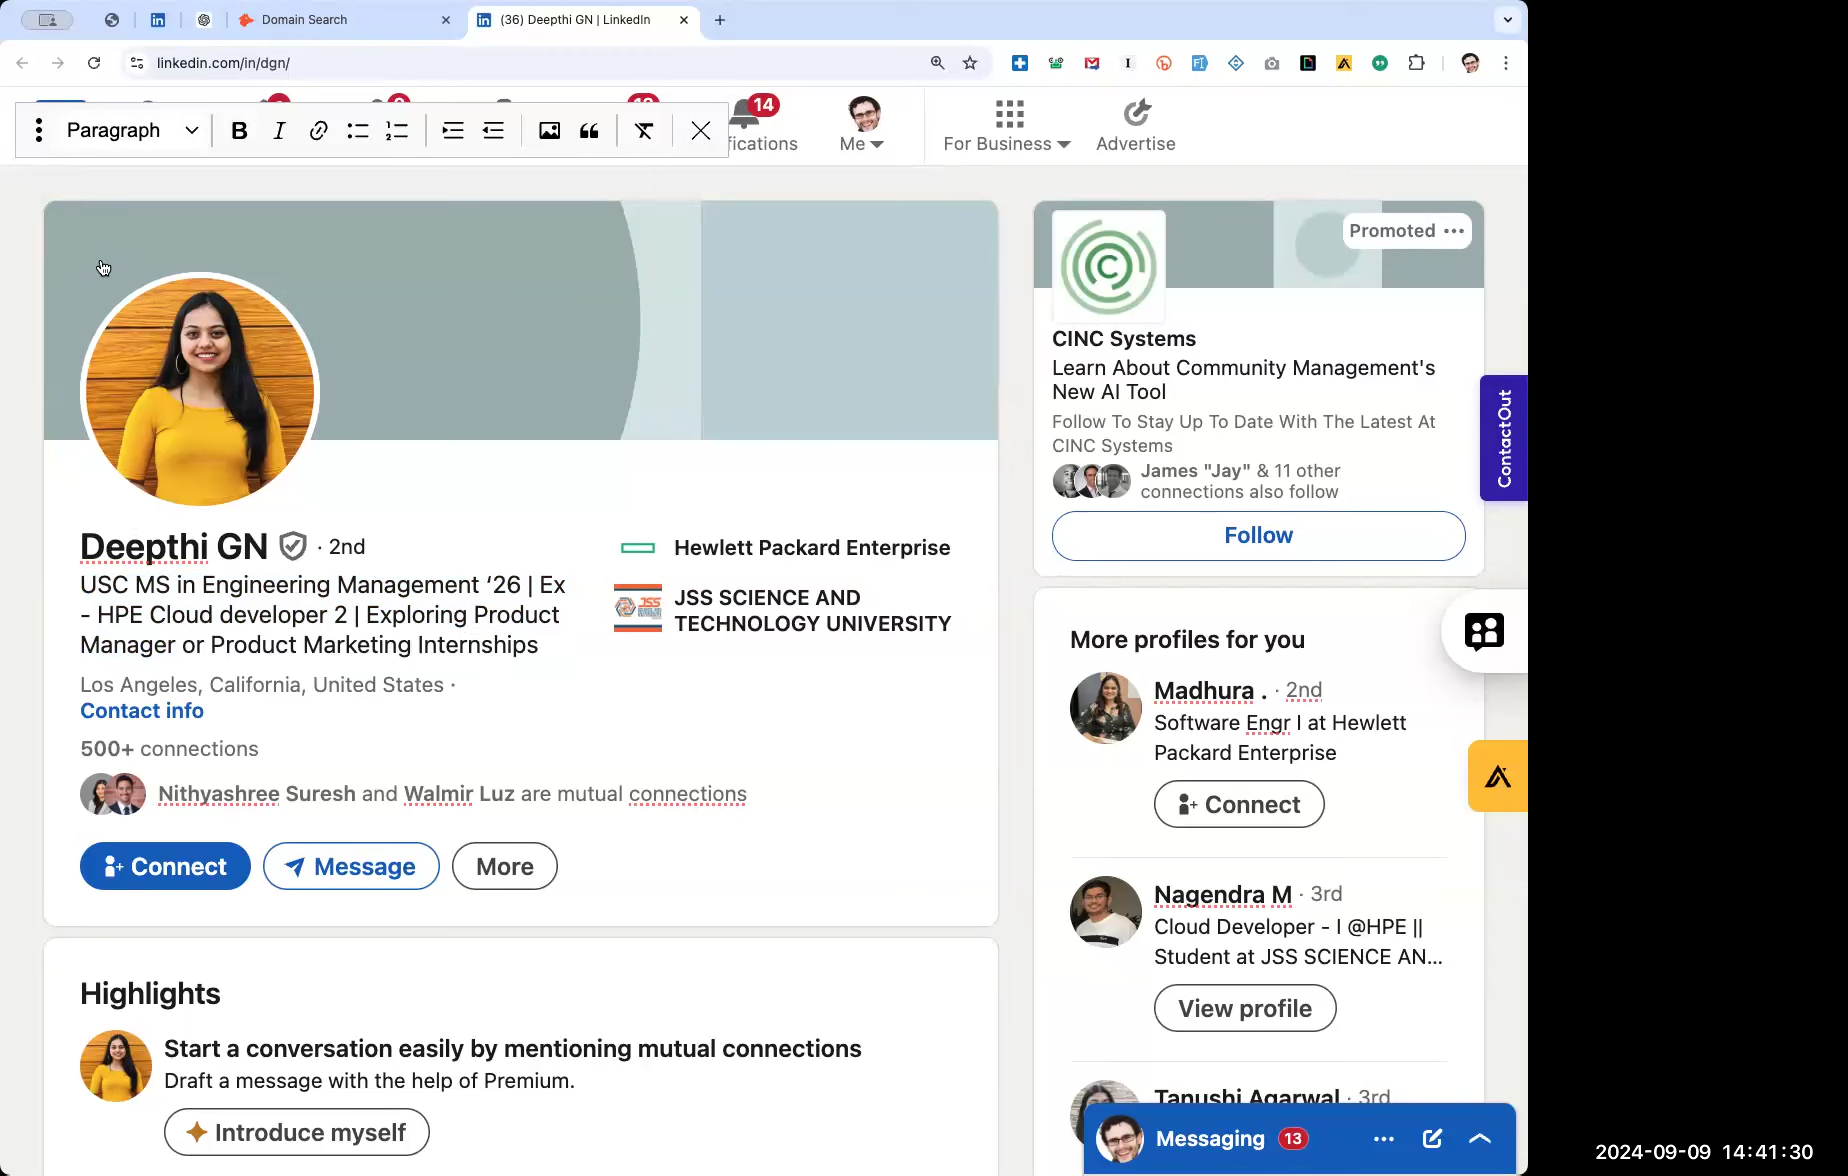 Domain Search
(36) Deepthi GN | LinkedIn
linkedin.com/in/dgn/
Paragraph
14
ifications
Me
For Business
Advertise
Promoted
CINC Systems
Learn About Community Management's
New AI Tool
Follow To Stay Up To Date With The Latest At
CINC Systems
James "Jay" & 11 other
connections also follow
Follow
ContactOut
Deepthi GN · 2nd
USC MS in Engineering Management ‘26 | Ex
- HPE Cloud developer 2 | Exploring Product
Manager or Product Marketing Internships
Los Angeles, California, United States ·
Contact info
500+ connections
Nithyashree Suresh and Walmir Luz are mutual connections
Connect
Message
More
Hewlett Packard Enterprise
JSS SCIENCE AND
TECHNOLOGY UNIVERSITY
Highlights
Start a conversation easily by mentioning mutual connections
Draft a message with the help of Premium.
Introduce myself
More profiles for you
Madhura . · 2nd
Software Engr I at Hewlett
Packard Enterprise
Connect
Nagendra M · 3rd
Cloud Developer - I @HPE ||
Student at JSS SCIENCE AN...
View profile
Tanushi Agarwal · 3rd
Messaging 13
2024-09-09 14:41:30